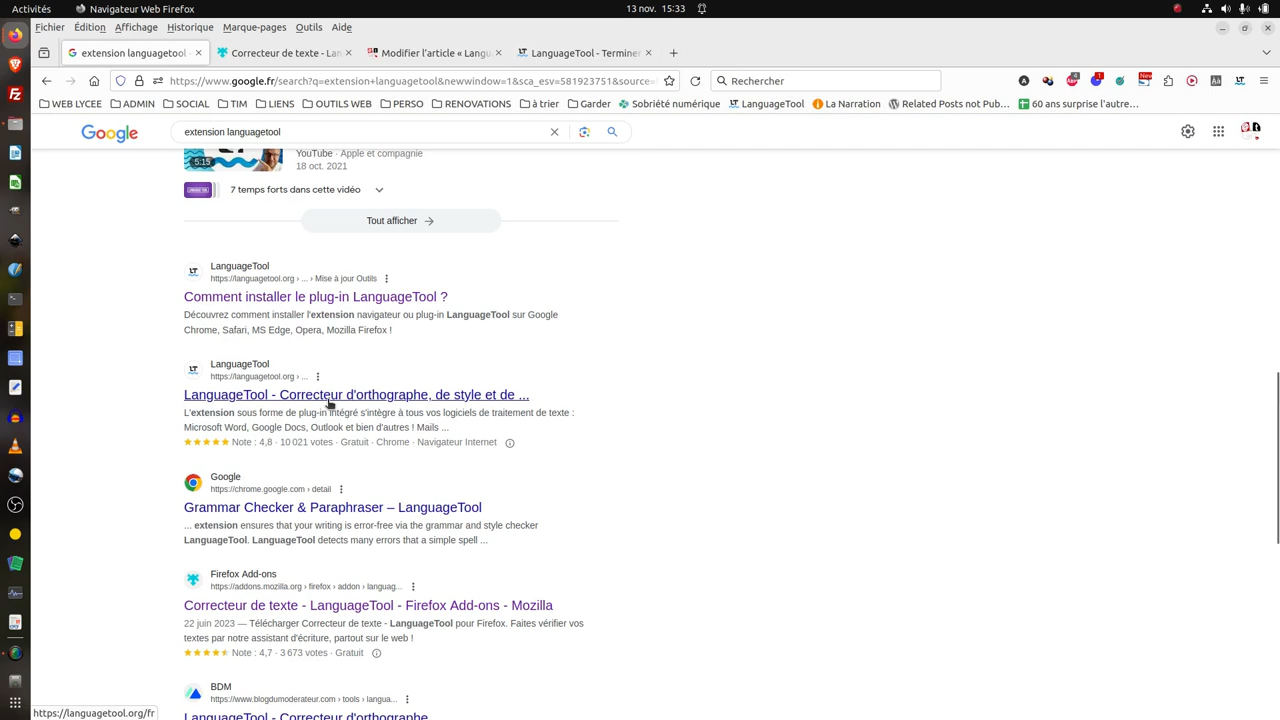 Activités
Navigateur Web Firefox
13 nov. 15:33
Fichier Édition Affichage Historique Marque-pages Outils Aide
extension languagetool -
Correcteur de texte - Lan
Modifier l'article « Langu
LanguageTool - Terminer
https://www.google.fr/search?q=extension+languagetool&newwindow=1&sca_esv=581923751&source=
Rechercher
4
1
New
WEB LYCEE ADMIN SOCIAL TIM LIENS OUTILS WEB PERSO RENOVATIONS à trier Garder Sobriété numérique LanguageTool La Narration Related Posts not Pub… 60 ans surprise l'autre…
Google
extension languagetool
5:15
YouTube · Apple et compagnie
18 oct. 2021
7 temps forts dans cette vidéo
Tout afficher
LanguageTool
https://languagetool.org › ... › Mise à jour Outils
Comment installer le plug-in LanguageTool ?
Découvrez comment installer l'extension navigateur ou plug-in LanguageTool sur Google
Chrome, Safari, MS Edge, Opera, Mozilla Firefox !
LanguageTool
https://languagetool.org › ...
LanguageTool - Correcteur d'orthographe, de style et de ...
L'extension sous forme de plug-in intégré s'intègre à tous vos logiciels de traitement de texte :
Microsoft Word, Google Docs, Outlook et bien d'autres ! Mails ...
Note : 4,8 · 10 021 votes · Gratuit · Chrome · Navigateur Internet
Google
https://chrome.google.com › detail
Grammar Checker & Paraphraser – LanguageTool
... extension ensures that your writing is error-free via the grammar and style checker
LanguageTool. LanguageTool detects many errors that a simple spell ...
Firefox Add-ons
https://addons.mozilla.org › firefox › addon › languag...
Correcteur de texte - LanguageTool - Firefox Add-ons - Mozilla
22 juin 2023 — Télécharger Correcteur de texte - LanguageTool pour Firefox. Faites vérifier vos
textes par notre assistant d'écriture, partout sur le web !
Note : 4,7 · 3 673 votes · Gratuit
BDM
https://www.blogdumoderateur.com › tools › langua...
LanguageTool - Correcteur d'orthographe
https://languagetool.org/fr